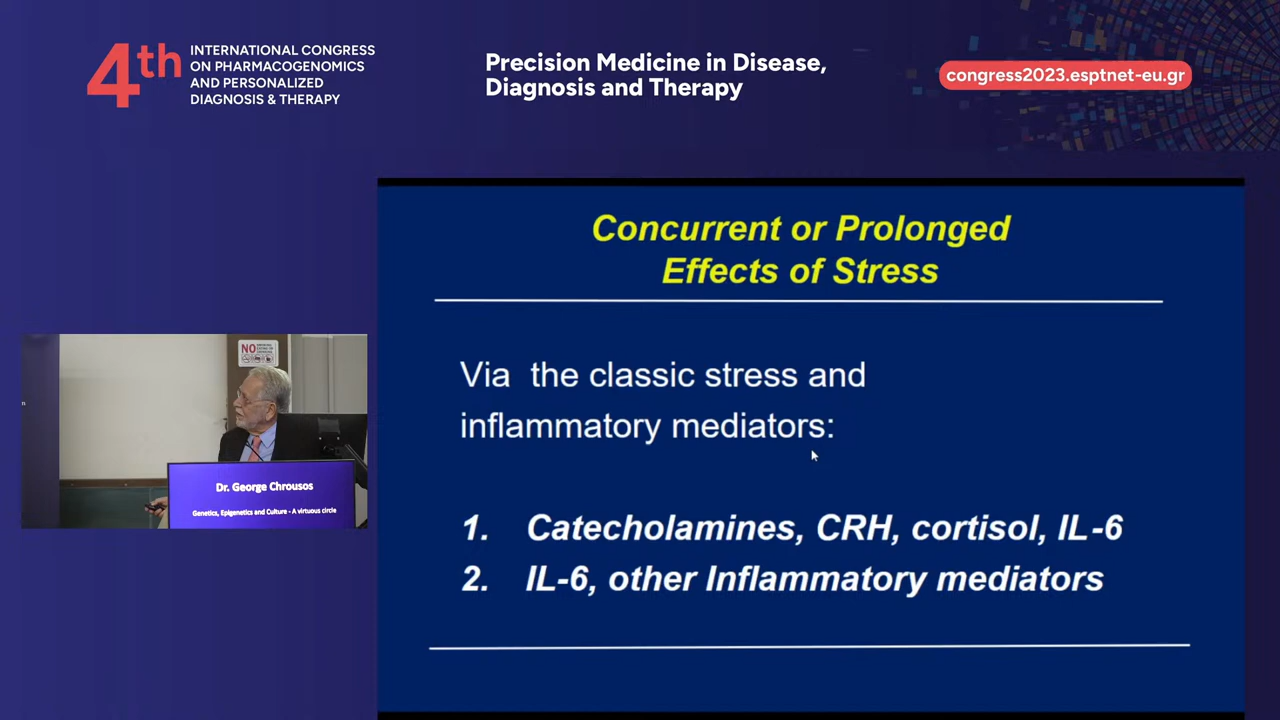 4th
INTERNATIONAL CONGRESS
ON PHARMACOGENOMICS
AND PERSONALIZED
DIAGNOSIS & THERAPY
Precision Medicine in Disease,
Diagnosis and Therapy
congress2023.esptnet-eu.gr
Concurrent or Prolonged
Effects of Stress
Via the classic stress and
inflammatory mediators:
1. Catecholamines, CRH, cortisol, IL-6
2. IL-6, other Inflammatory mediators
NO
Dr. George Chrousos
Genetics, Epigenetics and Culture - A virtuous circle